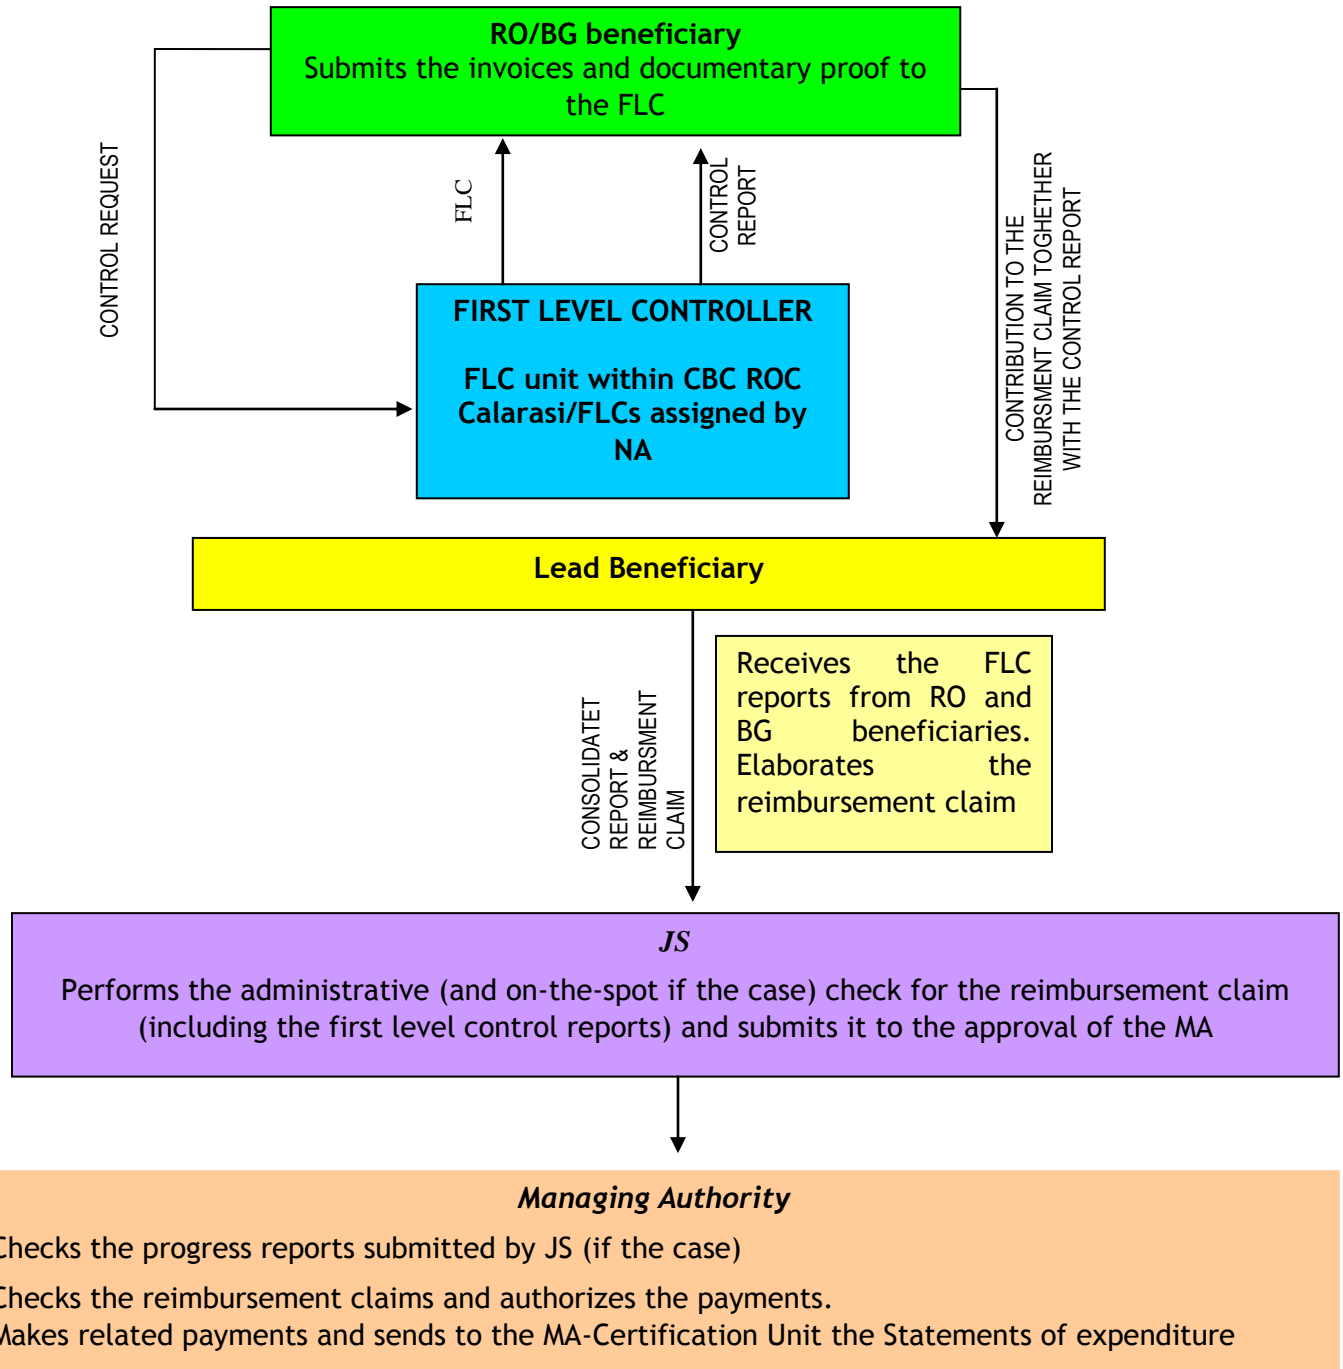 RO/BG beneficiary
Submits the invoices and documentary proof to
the FLC
CONTROL REQUEST
FLC
CONTROL
REPORT
CONTRIBUTION TO THE
REIMBURSMENT CLAIM TOGHETHER
WITH THE CONTROL REPORT
FIRST LEVEL CONTROLLER
FLC unit within CBC ROC
Calarasi/FLCs assigned by
NA
Lead Beneficiary
CONSOLIDATET
REPORT &
REIMBURSMENT
CLAIM
Receives the FLC
reports from RO and
BG beneficiaries.
Elaborates the
reimbursement claim
JS
Performs the administrative (and on-the-spot if the case) check for the reimbursement claim
(including the first level control reports) and submits it to the approval of the MA
Managing Authority
Checks the progress reports submitted by JS (if the case)
Checks the reimbursement claims and authorizes the payments.
Makes related payments and sends to the MA-Certification Unit the Statements of expenditure